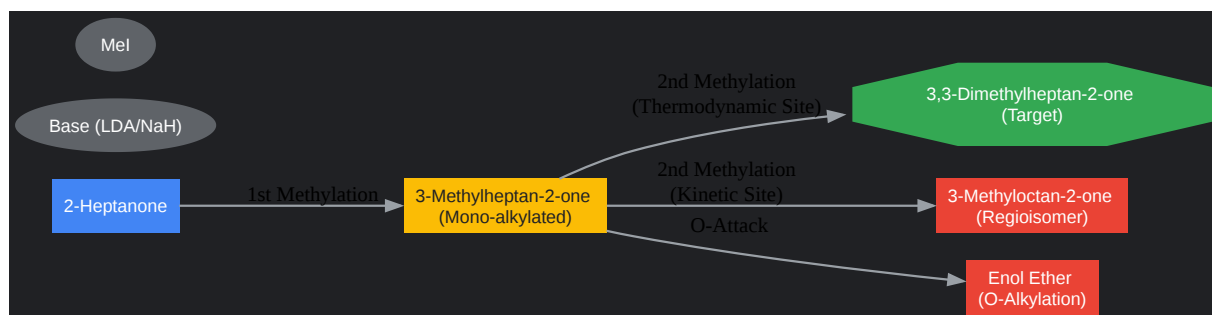 MeI
Base (LDA/NaH)
2-Heptanone
1st Methylation
3-Methylheptan-2-one
(Mono-alkylated)
2nd Methylation
(Thermodynamic Site)
3,3-Dimethylheptan-2-one
(Target)
2nd Methylation
(Kinetic Site)
3-Methyloctan-2-one
(Regioisomer)
O-Attack
Enol Ether
(O-Alkylation)